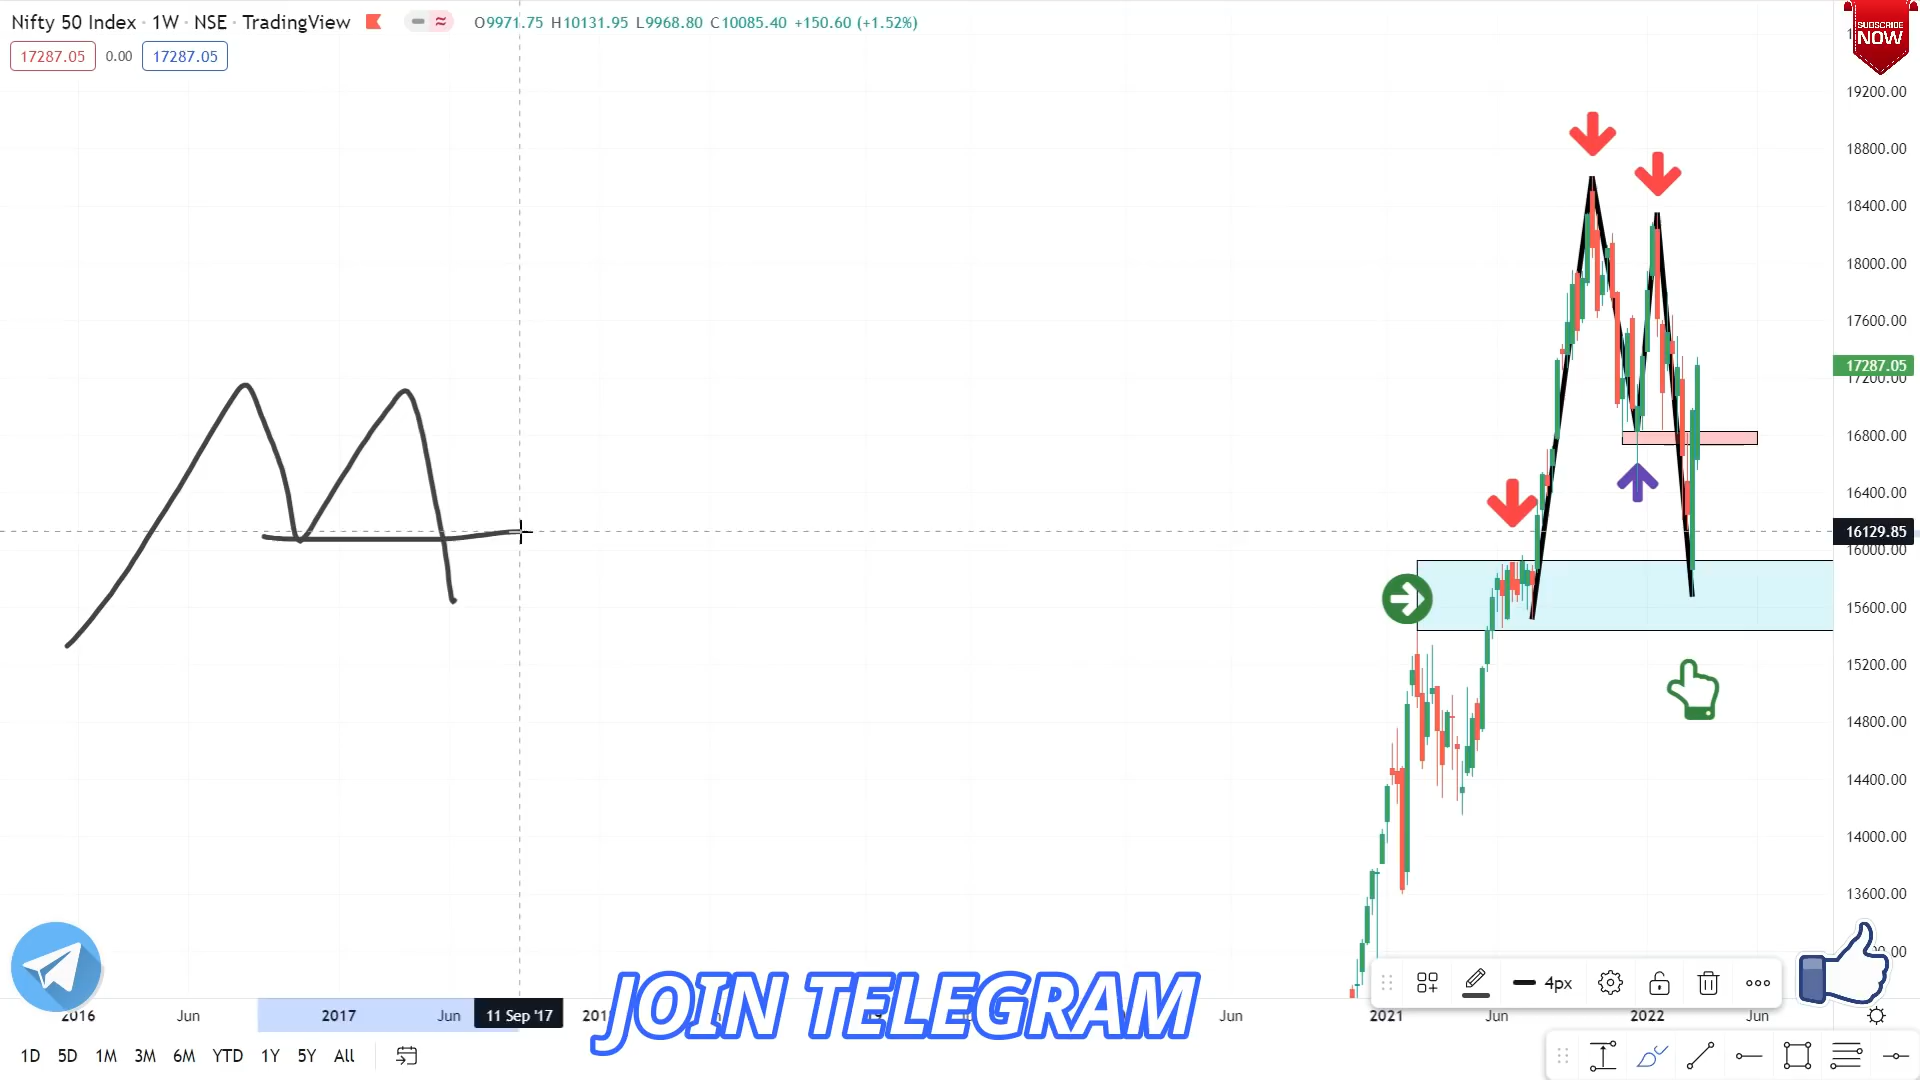 Nifty 50 Index · 1W · NSE · TradingView O9971.75 H10131.95 L9968.80 C10085.40 +150.60 (+1.52%)
17287.05 0.00 17287.05
SUBSCRIBE
NOW
19200.00
18800.00
18400.00
18000.00
17600.00
17287.05
17200.00
16800.00
16400.00
16129.85
16000.00
15600.00
15200.00
14800.00
14400.00
14000.00
13600.00
4px
JOIN TELEGRAM
2016 Jun 2017 Jun 11 Sep '17 Jun 2021 Jun 2022 Jun
1D 5D 1M 3M 6M YTD 1Y 5Y All